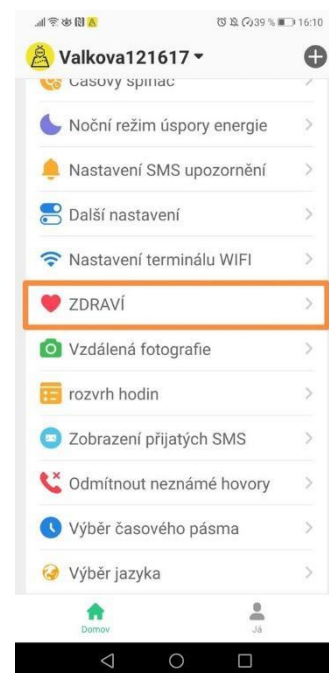 39 % 16:10
Valkova121617
Časový spínač
Noční režim úspory energie
Nastavení SMS upozornění
Další nastavení
Nastavení terminálu WIFI
ZDRAVÍ
Vzdálená fotografie
rozvrh hodin
Zobrazení přijatých SMS
Odmítnout neznámé hovory
Výběr časového pásma
Výběr jazyka
Domov Já